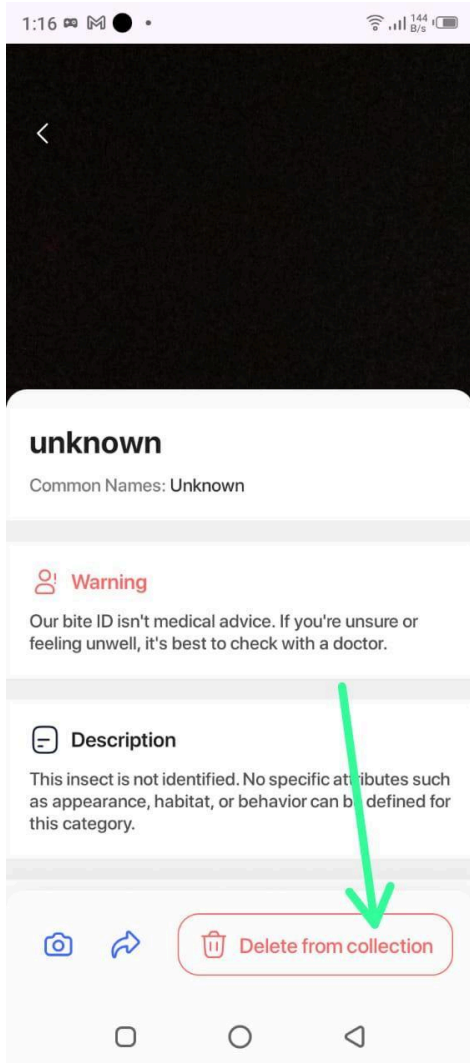 1:16
144
B/s
unknown
Common Names: Unknown
Warning
Our bite ID isn't medical advice. If you're unsure or
feeling unwell, it's best to check with a doctor.
Description
This insect is not identified. No specific attributes such
as appearance, habitat, or behavior can be defined for
this category.
Delete from collection